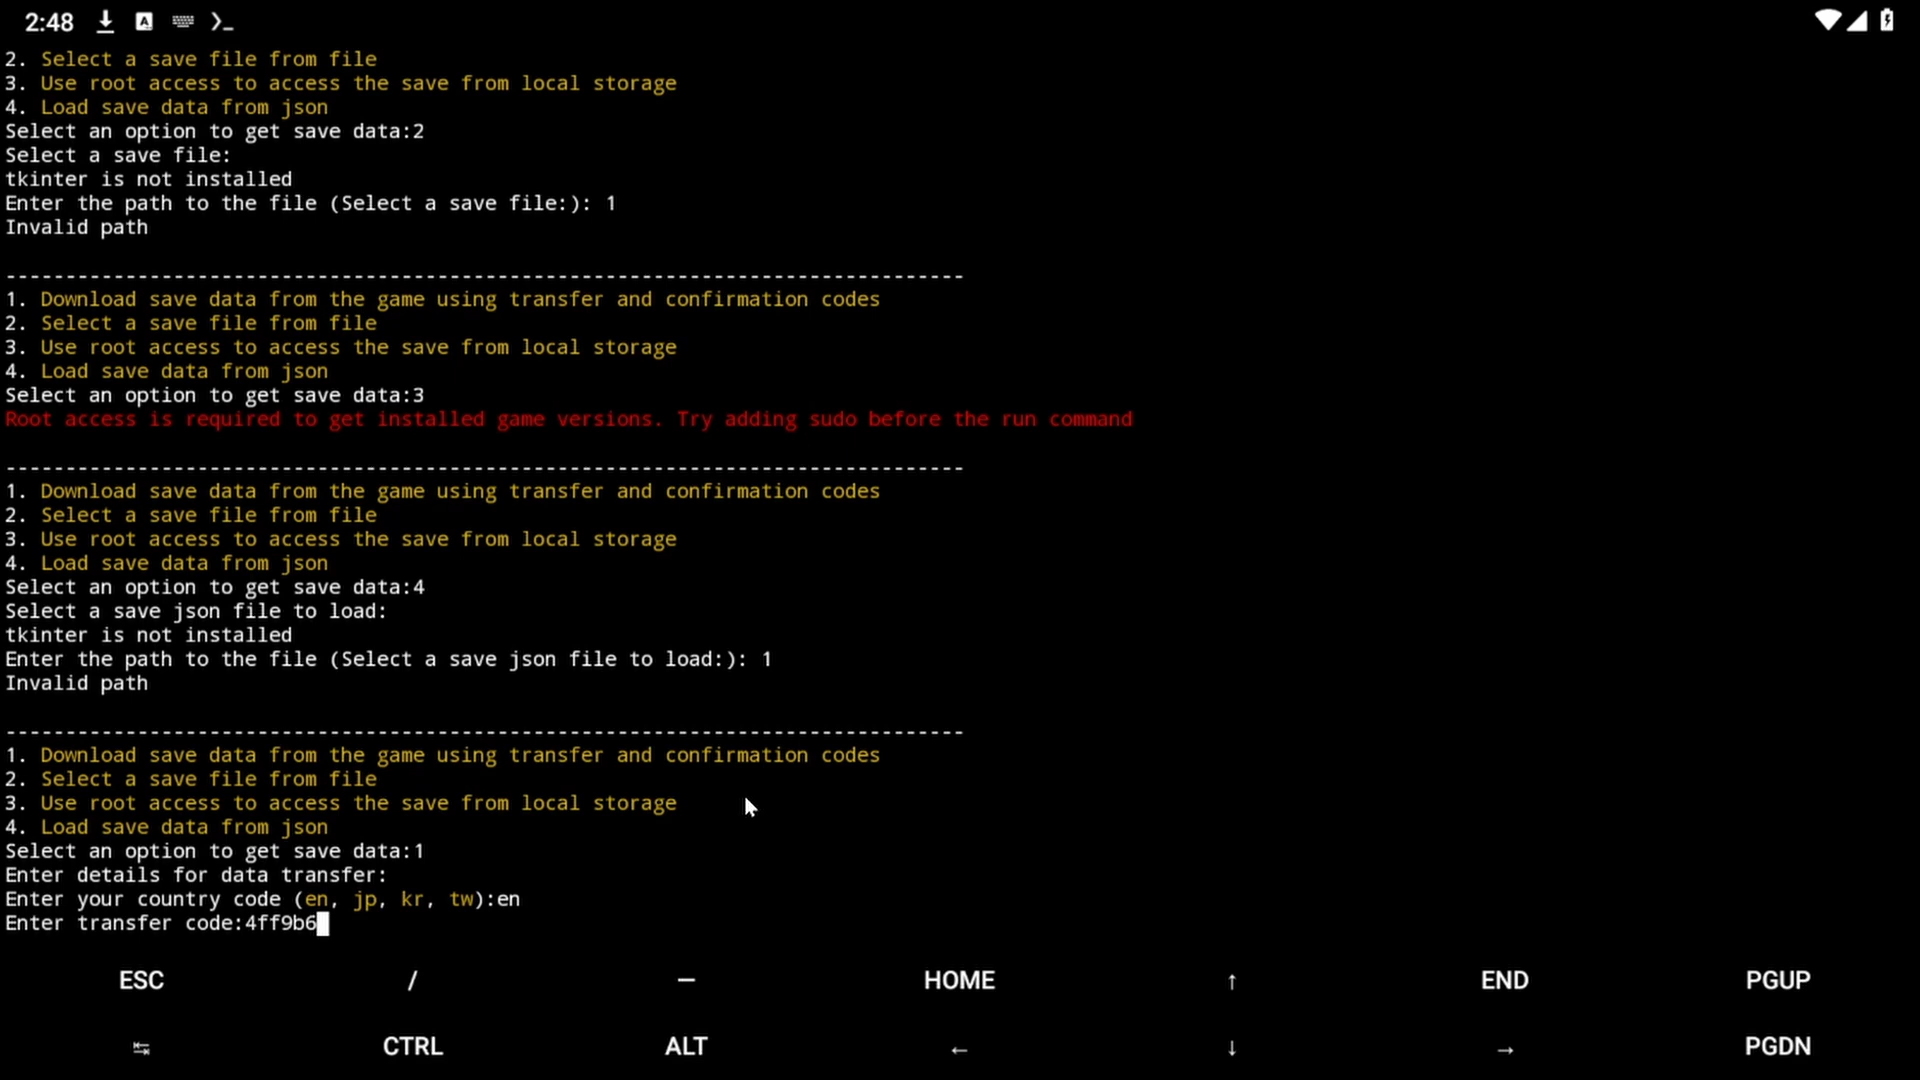 2:48
2. Select a save file from file
3. Use root access to access the save from local storage
4. Load save data from json
Select an option to get save data:2
Select a save file:
tkinter is not installed
Enter the path to the file (Select a save file:): 1
Invalid path
--------------------------------------------------------------------------------
1. Download save data from the game using transfer and confirmation codes
2. Select a save file from file
3. Use root access to access the save from local storage
4. Load save data from json
Select an option to get save data:3
Root access is required to get installed game versions. Try adding sudo before the run command
--------------------------------------------------------------------------------
1. Download save data from the game using transfer and confirmation codes
2. Select a save file from file
3. Use root access to access the save from local storage
4. Load save data from json
Select an option to get save data:4
Select a save json file to load:
tkinter is not installed
Enter the path to the file (Select a save json file to load:): 1
Invalid path
--------------------------------------------------------------------------------
1. Download save data from the game using transfer and confirmation codes
2. Select a save file from file
3. Use root access to access the save from local storage
4. Load save data from json
Select an option to get save data:1
Enter details for data transfer:
Enter your country code (en, jp, kr, tw):en
Enter transfer code:4ff9b6
ESC / — HOME ↑ END PGUP
↹ CTRL ALT ← ↓ → PGDN